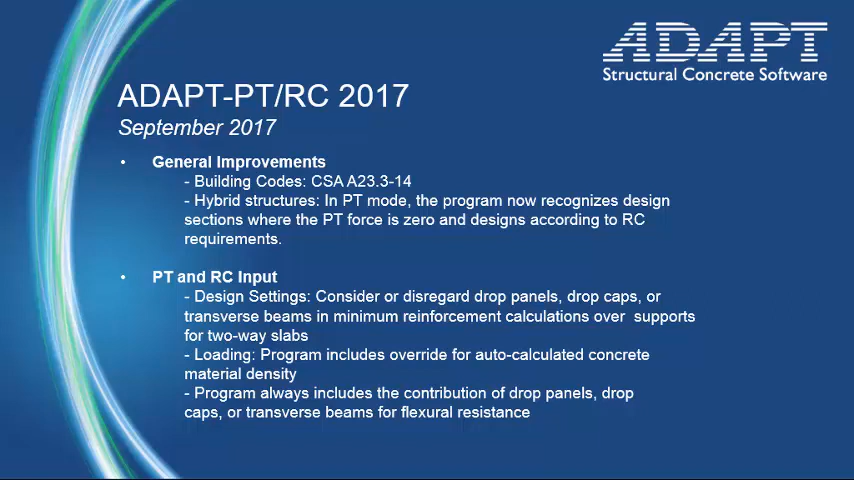 ADAPT
Structural Concrete Software
ADAPT-PT/RC 2017
September 2017
• General Improvements
- Building Codes: CSA A23.3-14
- Hybrid structures: In PT mode, the program now recognizes design
sections where the PT force is zero and designs according to RC
requirements.
• PT and RC Input
- Design Settings: Consider or disregard drop panels, drop caps, or
transverse beams in minimum reinforcement calculations over supports
for two-way slabs
- Loading: Program includes override for auto-calculated concrete
material density
- Program always includes the contribution of drop panels, drop
caps, or transverse beams for flexural resistance